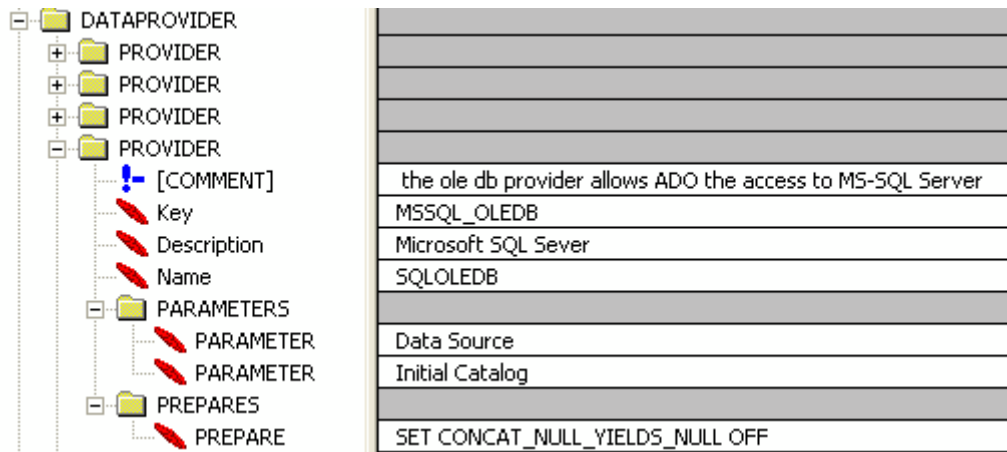 DATAPROVIDER
PROVIDER
PROVIDER
PROVIDER
PROVIDER
[COMMENT] the ole db provider allows ADO the access to MS-SQL Server
Key MSSQL_OLEDB
Description Microsoft SQL Sever
Name SQLOLEDB
PARAMETERS
PARAMETER Data Source
PARAMETER Initial Catalog
PREPARES
PREPARE SET CONCAT_NULL_YIELDS_NULL OFF